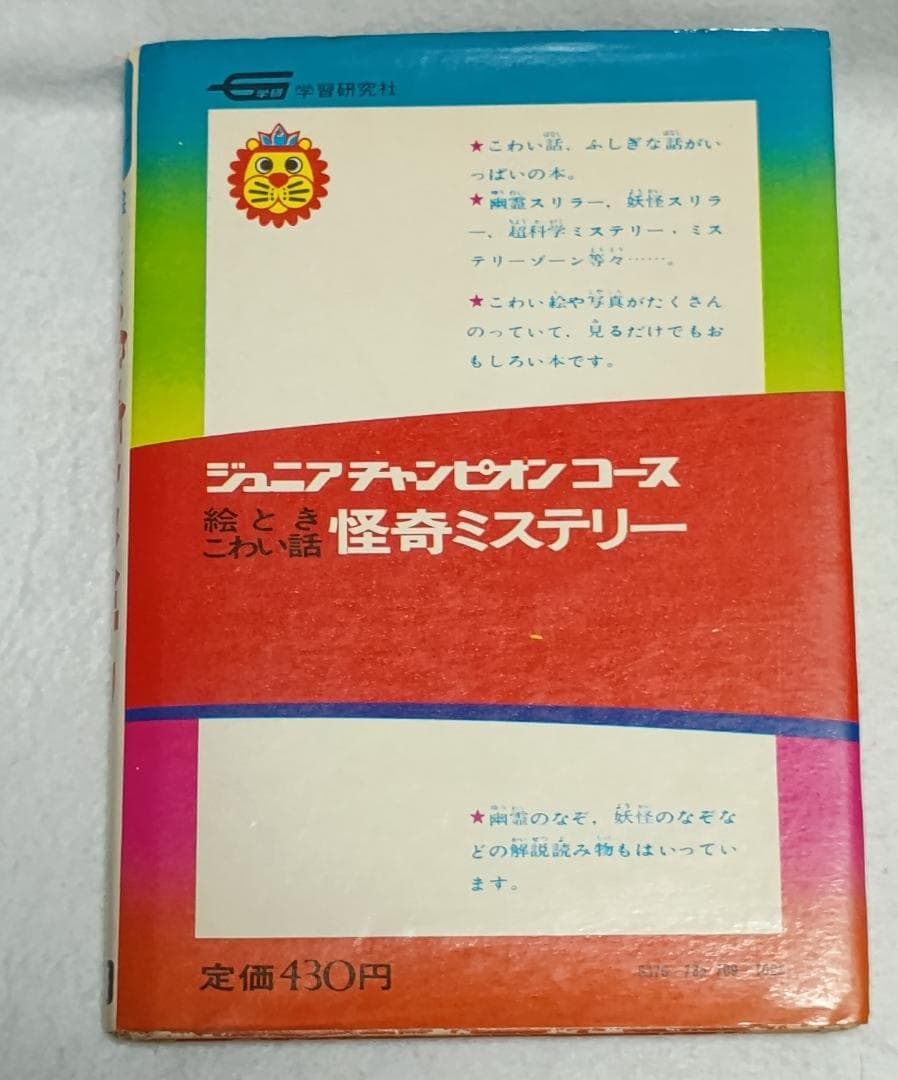 学研 学習研究社
★こわい話、ふしぎな話がい
っぱいの本。
★幽霊スリラー、妖怪スリラ
ー、超科学ミステリー・ミス
テリーゾーン等々……。
★こわい絵や写真がたくさん
のっていて、見るだけでもお
もしろい本です。
ジュニアチャンピオンコース
絵とき
こわい話
怪奇ミステリー
★幽霊のなぞ、妖怪のなぞな
どの解説読み物もはいってい
ます。
定価430円